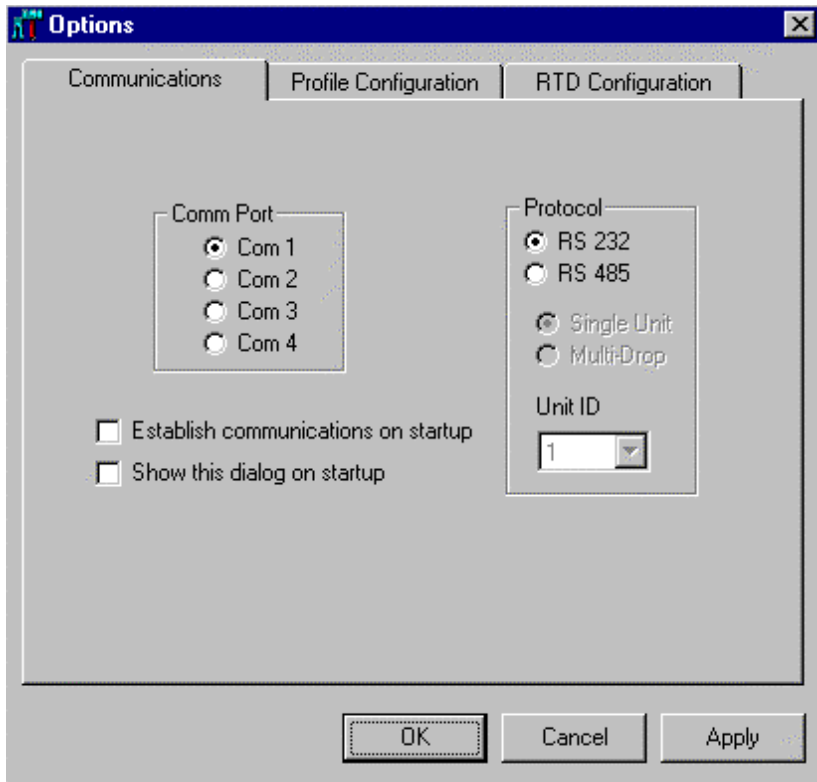 Options
Communications
Profile Configuration
RTD Configuration
Comm Port
Com 1
Com 2
Com 3
Com 4
Establish communications on startup
Show this dialog on startup
Protocol
RS 232
RS 485
Single Unit
Multi-Drop
Unit ID
1
OK
Cancel
Apply